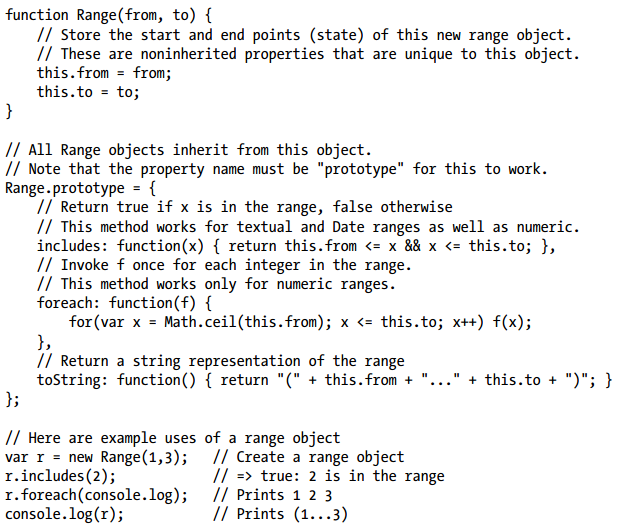 function Range(from, to) {
    // Store the start and end points (state) of this new range object.
    // These are noninherited properties that are unique to this object.
    this.from = from;
    this.to = to;
}

// All Range objects inherit from this object.
// Note that the property name must be "prototype" for this to work.
Range.prototype = {
    // Return true if x is in the range, false otherwise
    // This method works for textual and Date ranges as well as numeric.
    includes: function(x) { return this.from <= x && x <= this.to; },
    // Invoke f once for each integer in the range.
    // This method works only for numeric ranges.
    foreach: function(f) {
        for(var x = Math.ceil(this.from); x <= this.to; x++) f(x);
    },
    // Return a string representation of the range
    toString: function() { return "(" + this.from + "..." + this.to + ")"; }
};

// Here are example uses of a range object
var r = new Range(1,3);   // Create a range object
r.includes(2);            // => true: 2 is in the range
r.foreach(console.log);   // Prints 1 2 3
console.log(r);           // Prints (1...3)